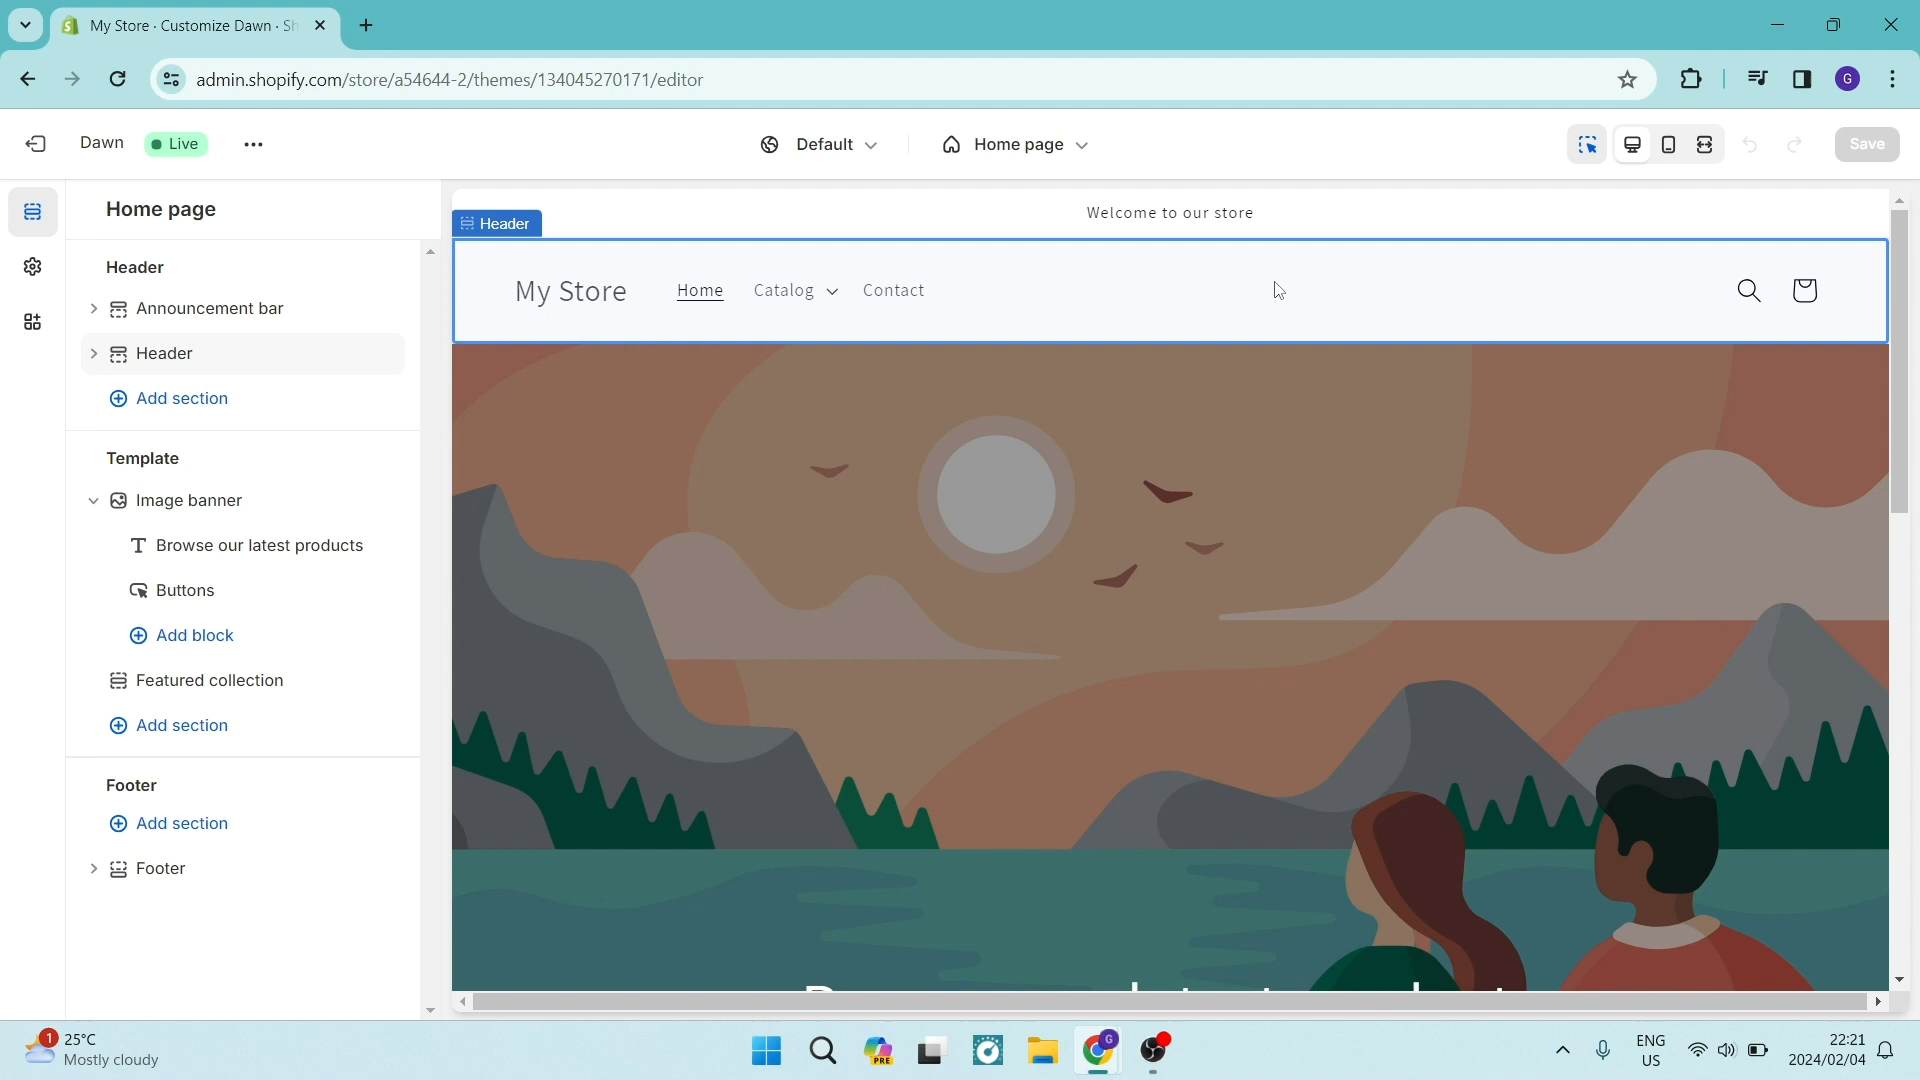 My Store · Customize Dawn · Sh
admin.shopify.com/store/a54644-2/themes/134045270171/editor
G
Dawn
Live
Default
Home page
Save
Home page
Header
Announcement bar
Header
Add section
Template
Image banner
Browse our latest products
Buttons
Add block
Featured collection
Add section
Footer
Add section
Footer
Welcome to our store
Header
My Store
Home
Catalog
Contact
1
25°C
Mostly cloudy
PRE
G
ENG
US
22:21
2024/02/04